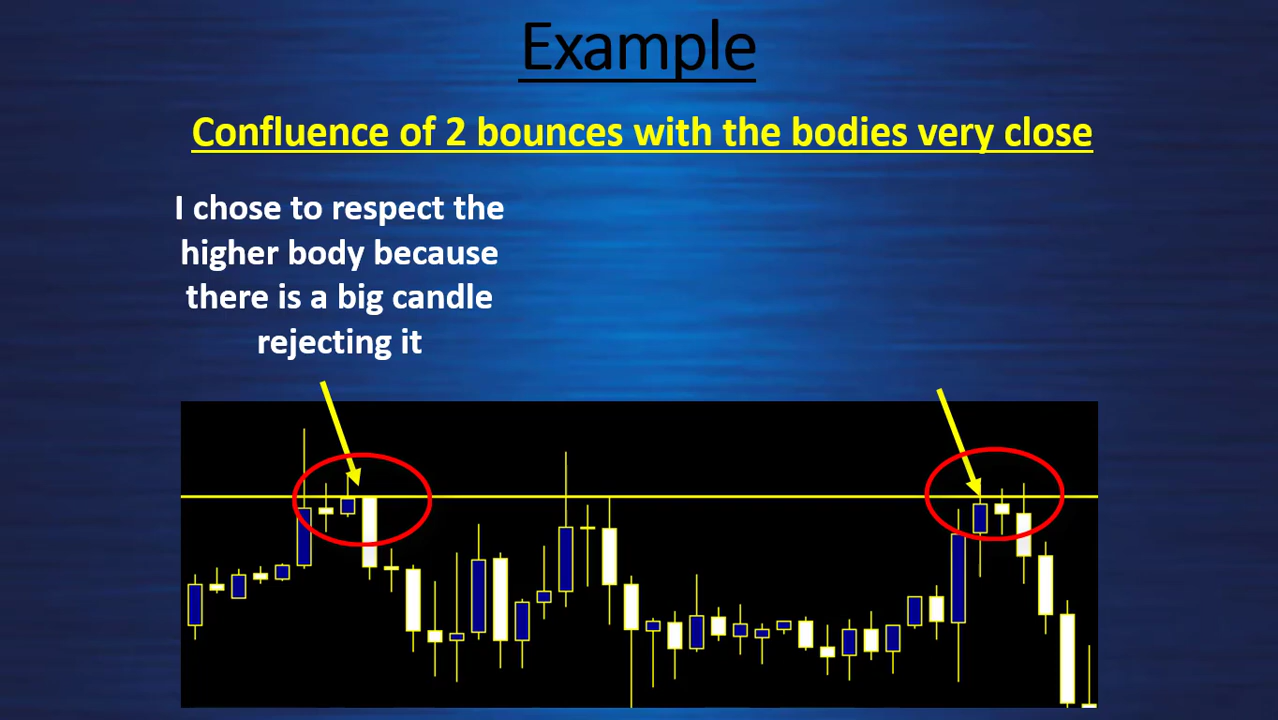 Example
Confluence of 2 bounces with the bodies very close
I chose to respect the
higher body because
there is a big candle
rejecting it